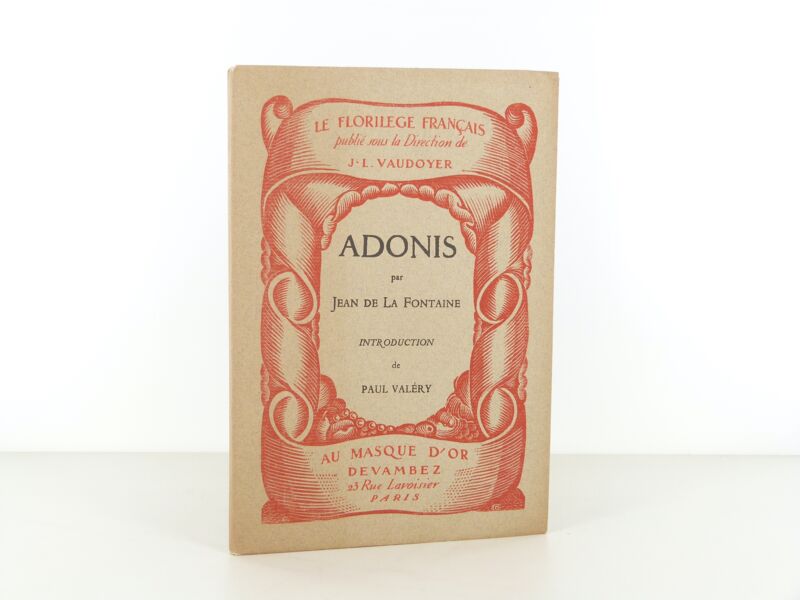 LE FLORILEGE FRANÇAIS
publié sous la Direction de
J·L. VAUDOYER
ADONIS
par
JEAN DE LA FONTAINE
INTRODUCTION
de
PAUL VALÉRY
AU MASQUE D'OR
DEVAMBEZ
23 Rue Lavoisier
PARIS